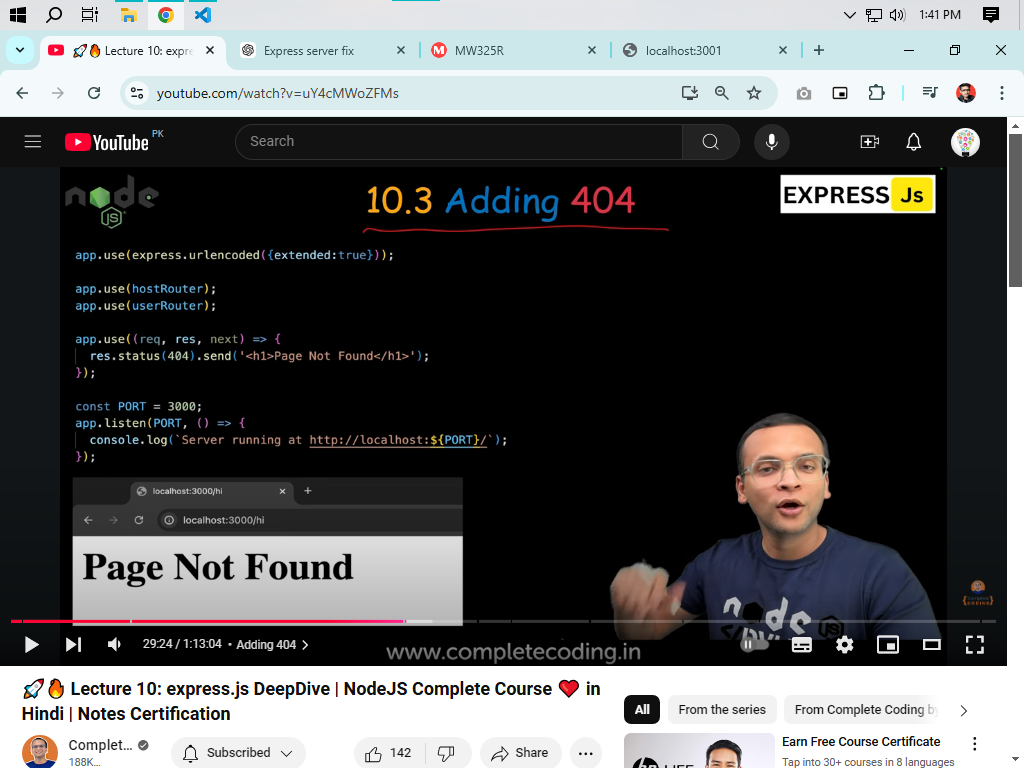 1:41 PM
🚀🔥 Lecture 10: expre
Express server fix
MW325R
localhost:3001
youtube.com/watch?v=uY4cMWoZFMs
YouTube PK
Search
node
JS
10.3 Adding 404
EXPRESS Js
app.use(express.urlencoded({extended:true}));
app.use(hostRouter);
app.use(userRouter);
app.use((req, res, next) => {
res.status(404).send('<h1>Page Not Found</h1>');
});
const PORT = 3000;
app.listen(PORT, () => {
console.log(`Server running at http://localhost:${PORT}/`);
});
localhost:3000/hi
localhost:3000/hi
Page Not Found
node
JS
29:24 / 1:13:04 • Adding 404
www.completecoding.in
🚀🔥 Lecture 10: express.js DeepDive | NodeJS Complete Course ❤️ in
Hindi | Notes Certification
Complet...
188K...
Subscribed
142
Share
All
From the series
From Complete Coding by
Earn Free Course Certificate
Tap into 30+ courses in 8 languages